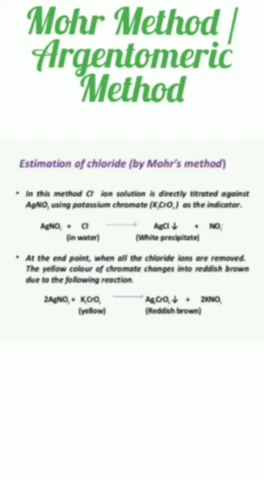 Mohr Method /
Argentomeric
Method
Estimation of chloride (by Mohr's method)
• In this method Cl⁻ ion solution is directly titrated against
AgNO₃ using potassium chromate (K₂CrO₄) as the indicator.
AgNO₃ + Cl⁻ → AgCl ↓ + NO₃⁻
(in water) (White precipitate)
• At the end point, when all the chloride ions are removed.
The yellow colour of chromate changes into reddish brown
due to the following reaction.
2AgNO₃ + K₂CrO₄ → Ag₂CrO₄ ↓ + 2KNO₃
(yellow) (Reddish brown)